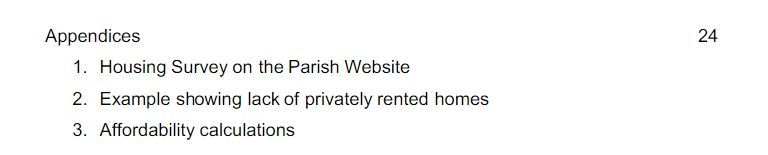 Appendices 24
1. Housing Survey on the Parish Website
2. Example showing lack of privately rented homes
3. Affordability calculations